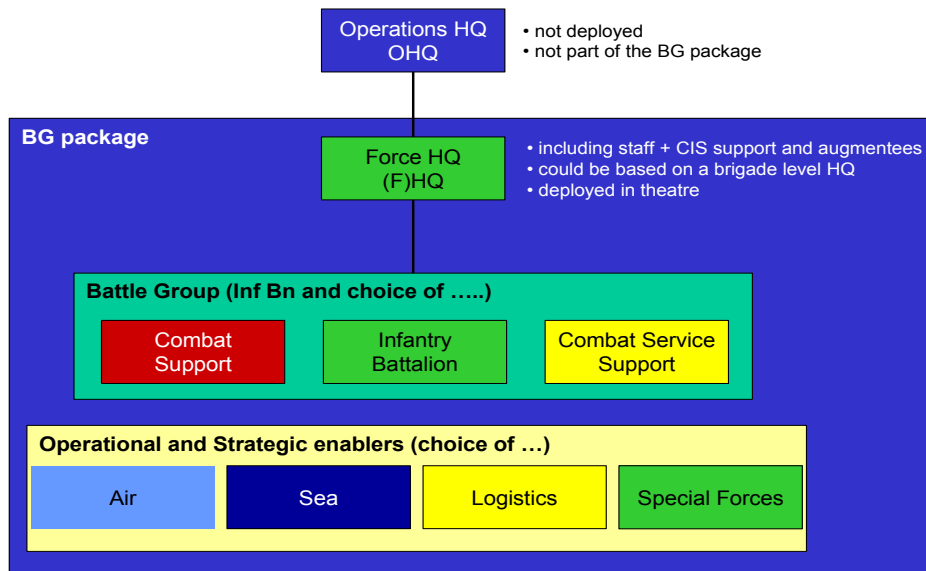 Operations HQ
OHQ
• not deployed
• not part of the BG package
BG package
Force HQ
(F)HQ
• including staff + CIS support and augmentees
• could be based on a brigade level HQ
• deployed in theatre
Battle Group (Inf Bn and choice of …..)
Combat
Support
Infantry
Battalion
Combat Service
Support
Operational and Strategic enablers (choice of …)
Air
Sea
Logistics
Special Forces